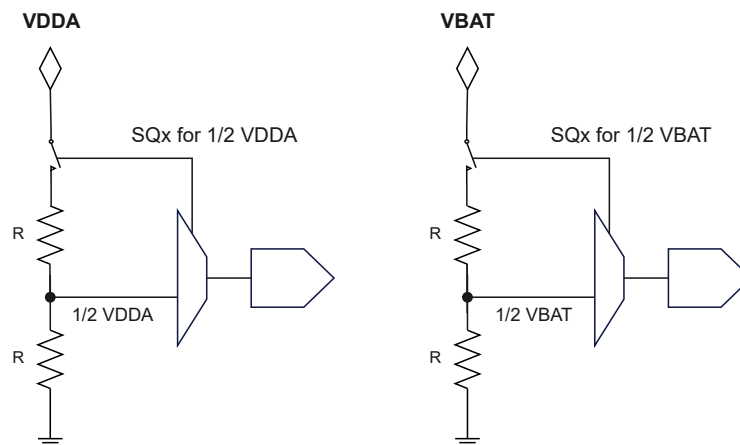 VDDA
VBAT
SQx for 1/2 VDDA
SQx for 1/2 VBAT
R
R
1/2 VDDA
1/2 VBAT
R
R